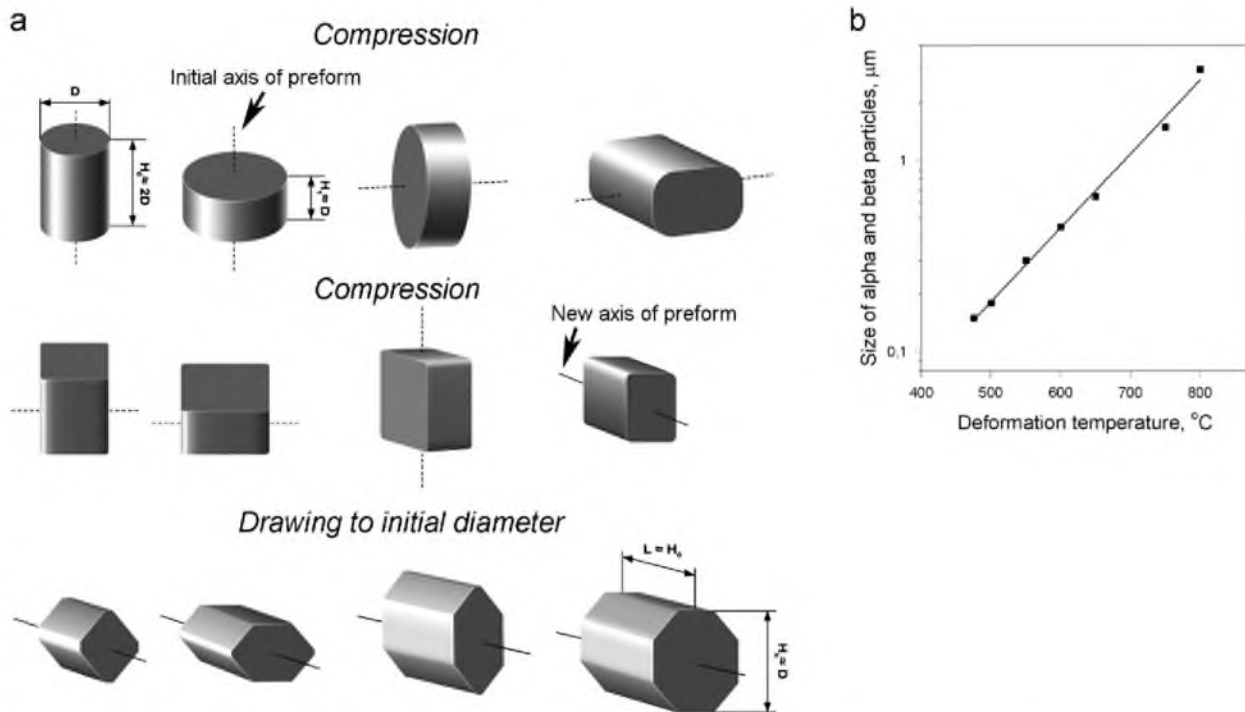 a
Compression
Initial axis of preform
D
H₀ = 2D
H₁ ≈ D
Compression
New axis of preform
Drawing to initial diameter
L ≈ H₀
Hₓ ≈ D
b
Size of alpha and beta particles, μm
1
0,1
400 500 600 700 800
Deformation temperature, °C